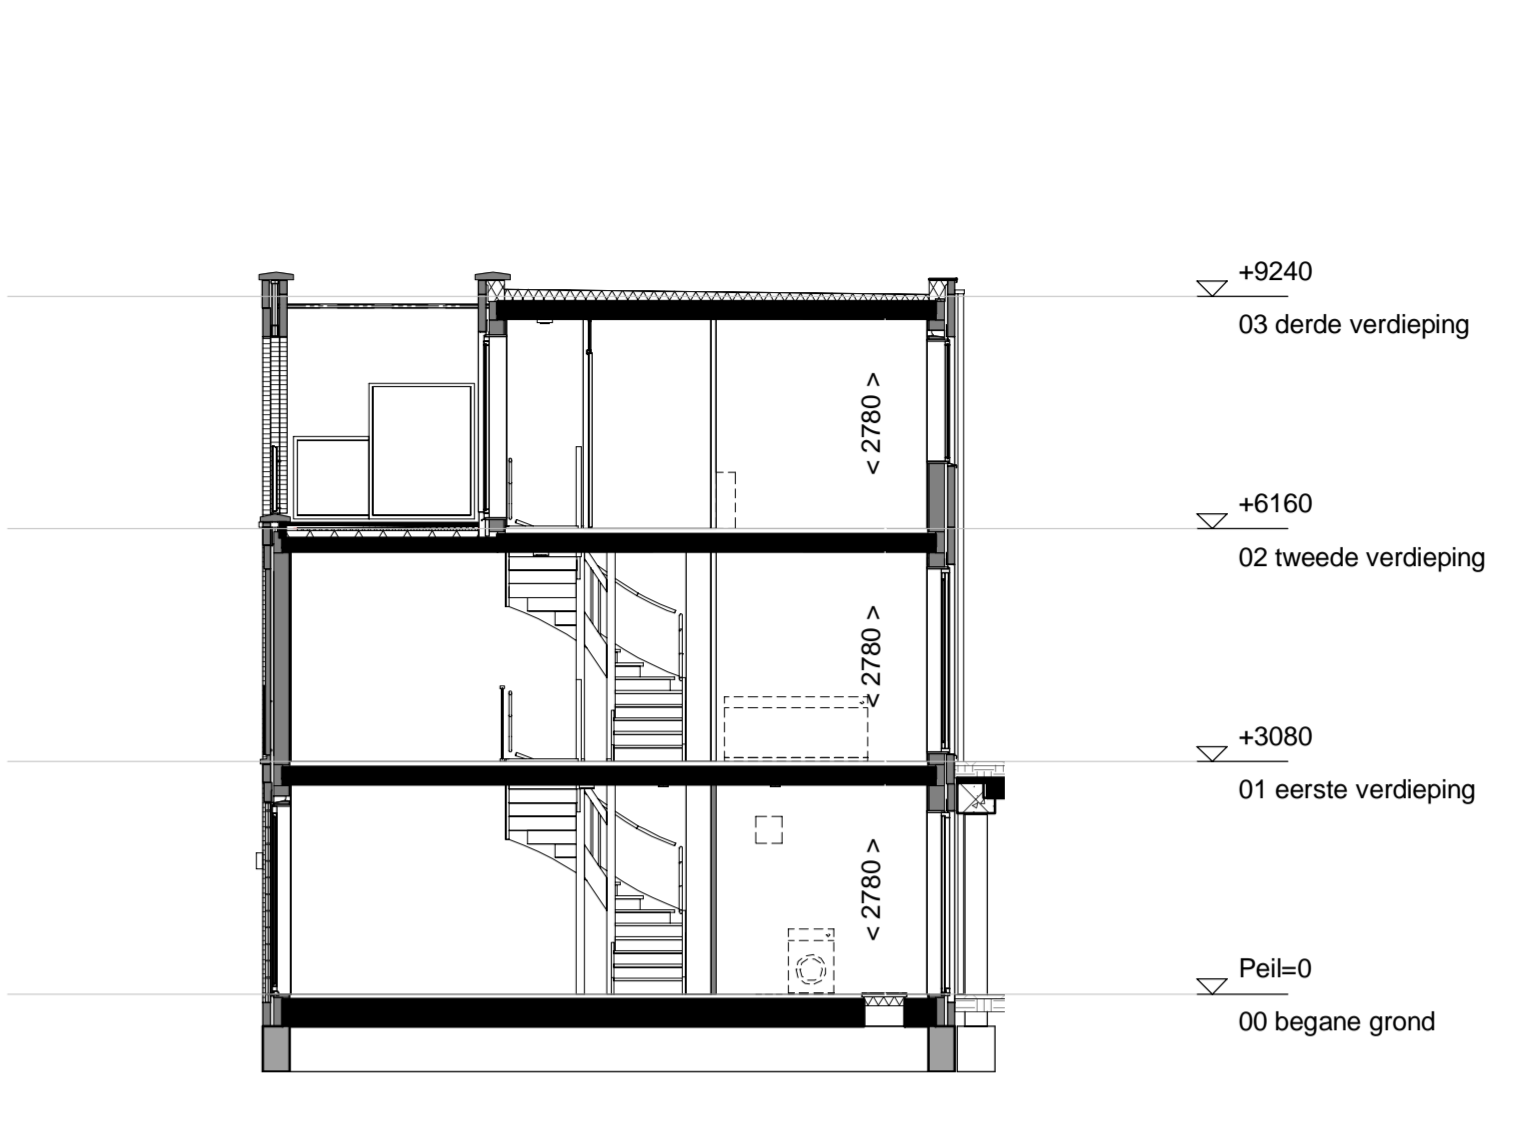 +9240
03 derde verdieping
< 2780 >
+6160
02 tweede verdieping
< 2780 >
+3080
01 eerste verdieping
< 2780 >
Peil=0
00 begane grond